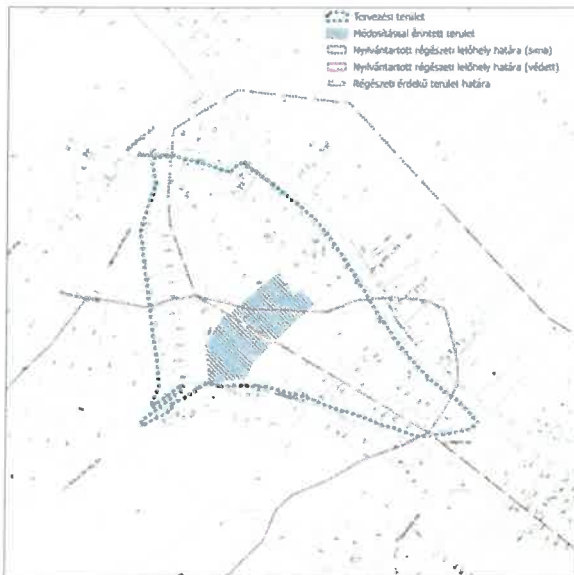 Tervezési terület
Módosítással érintett terület
Nyilvántartott régészeti lelőhely határa (sima)
Nyilvántartott régészeti lelőhely határa (védett)
Régészeti érdekű terület határa